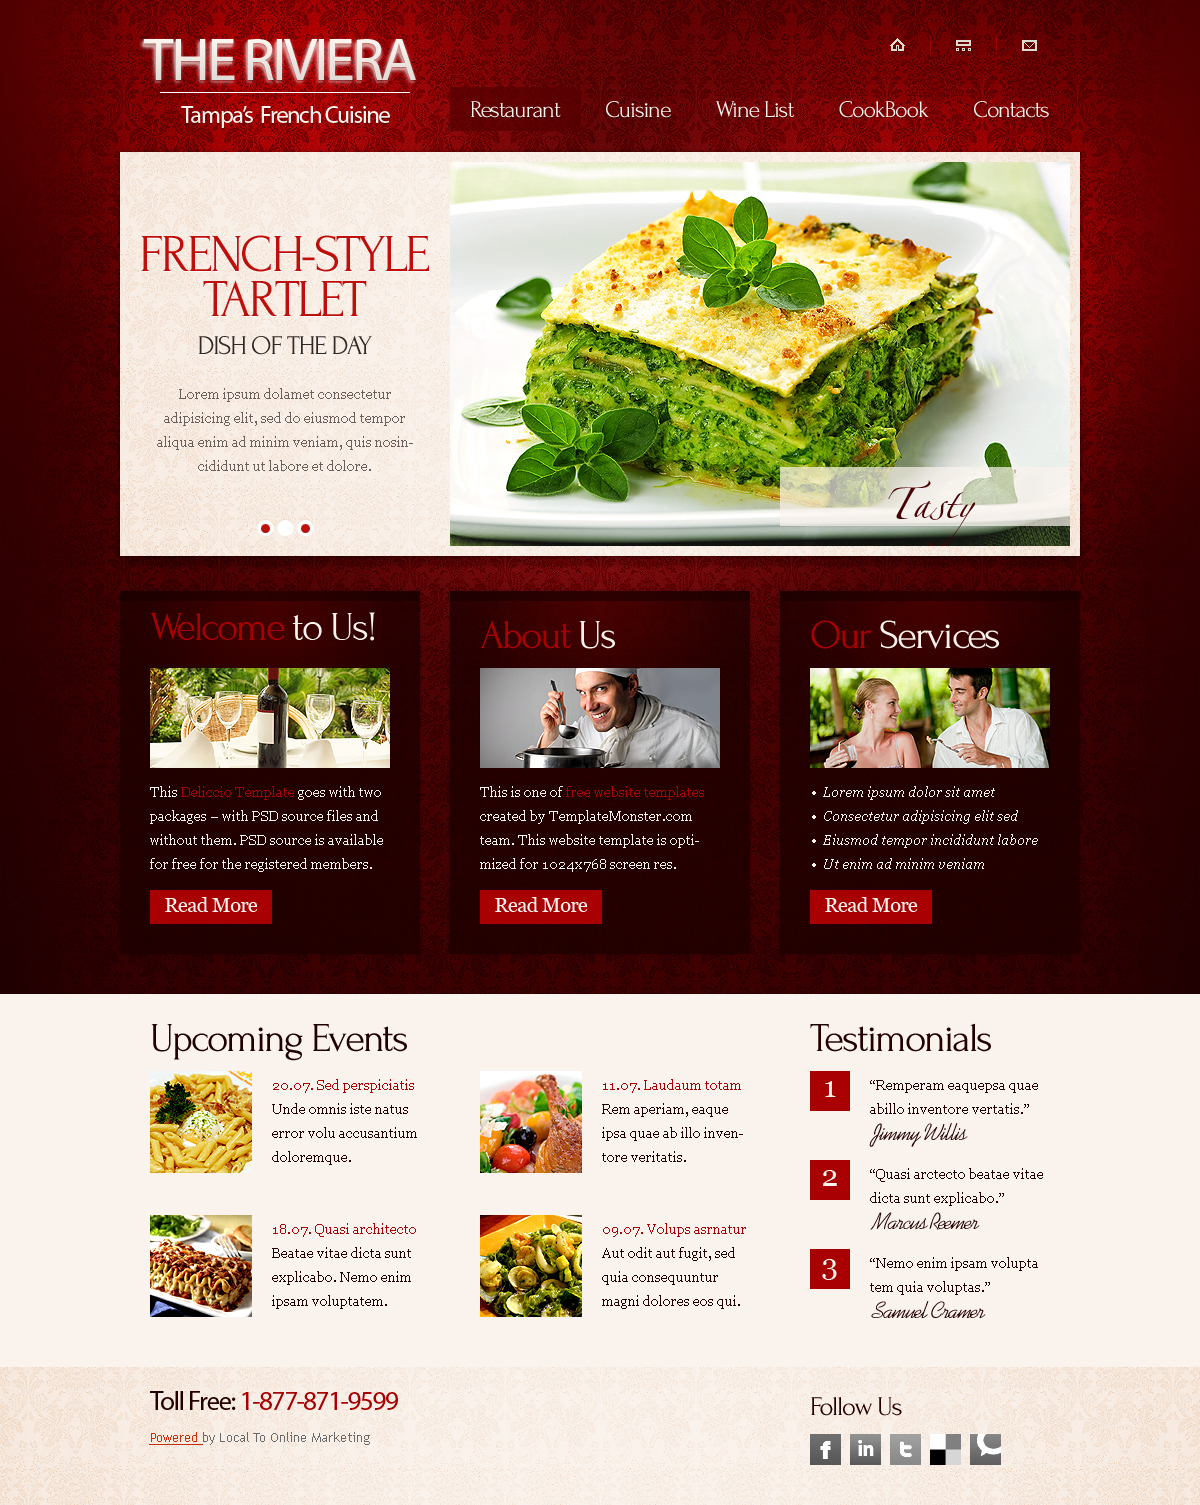 THE RIVIERA
Tampa's French Cuisine
Restaurant Cuisine Wine List CookBook Contacts
FRENCH-STYLE
TARTLET
DISH OF THE DAY
Lorem ipsum dolamet consectetur
adipisicing elit, sed do eiusmod tempor
aliqua enim ad minim veniam, quis nosin-
cididunt ut labore et dolore.
Tasty
Welcome to Us!
This Deliccio Template goes with two
packages – with PSD source files and
without them. PSD source is available
for free for the registered members.
Read More
About Us
This is one of free website templates
created by TemplateMonster.com
team. This website template is opti-
mized for 1024x768 screen res.
Read More
Our Services
• Lorem ipsum dolor sit amet
• Consectetur adipisicing elit sed
• Eiusmod tempor incididunt labore
• Ut enim ad minim veniam
Read More
Upcoming Events
20.07. Sed perspiciatis
Unde omnis iste natus
error volu accusantium
doloremque.
11.07. Laudaum totam
Rem aperiam, eaque
ipsa quae ab illo inven-
tore veritatis.
18.07. Quasi architecto
Beatae vitae dicta sunt
explicabo. Nemo enim
ipsam voluptatem.
09.07. Volups asrnatur
Aut odit aut fugit, sed
quia consequuntur
magni dolores eos qui.
Testimonials
1
“Remperam eaquepsa quae
abillo inventore vertatis.”
Jimmy Willis
2
“Quasi arctecto beatae vitae
dicta sunt explicabo.”
Marcus Reemer
3
“Nemo enim ipsam volupta
tem quia voluptas.”
Samuel Cramer
Toll Free: 1-877-871-9599
Powered by Local To Online Marketing
Follow Us
f in t